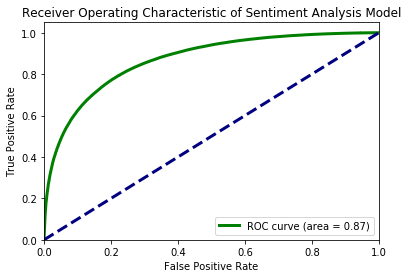 Receiver Operating Characteristic of Sentiment Analysis Model
1.0
0.8
0.6
0.4
0.2
0.0
True Positive Rate
ROC curve (area = 0.87)
0.0 0.2 0.4 0.6 0.8 1.0
False Positive Rate